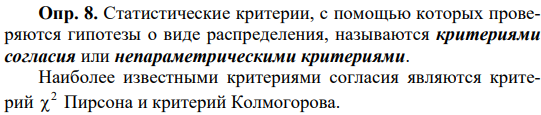 Опр. 8. Статистические критерии, с помощью которых прове-
ряются гипотезы о виде распределения, называются критериями
согласия или непараметрическими критериями.
Наиболее известными критериями согласия являются крите-
рий χ² Пирсона и критерий Колмогорова.